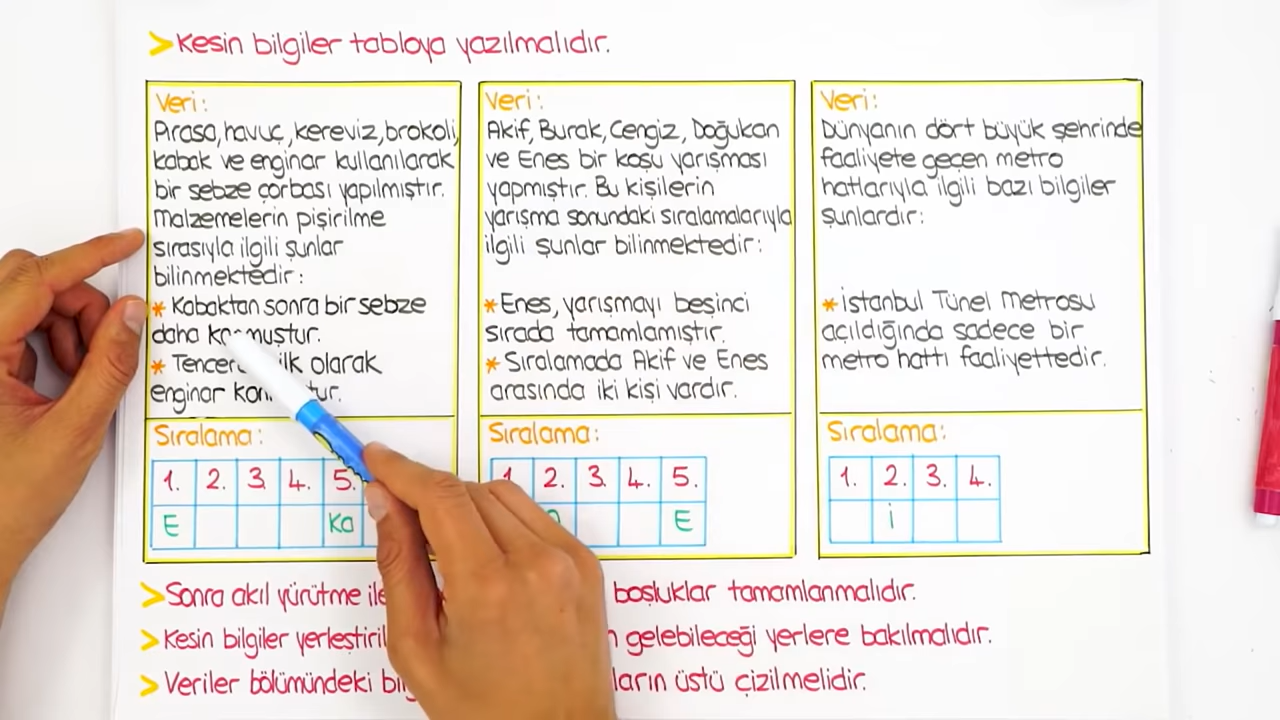 >Kesin bilgiler tabloya yazılmalıdır.
Veri:
Pırasa, havuç, kereviz, brokoli,
kabak ve enginar kullanılarak
bir sebze çorbası yapılmıştır.
Malzemelerin pişirilme
sırasıyla ilgili şunlar
bilinmektedir:
* Kabaktan sonra bir sebze
daha
* ilk olarak
enginar
Sıralama:
1. 2. 3. 4. 5.
E Ka
Veri:
Akif, Burak, Cengiz, Doğukan
ve Enes bir koşu yarışması
yapmıştır. Bu kişilerin
yarışma sonundaki sıralamalarıyla
ilgili şunlar bilinmektedir:
* Enes, yarışmayı beşinci
sırada tamamlamıştır.
* Sıralamada Akif ve Enes
arasında iki kişi vardır.
Sıralama:
1. 2. 3. 4. 5.
E
Veri:
Dünyanın dört büyük şehrinde
faaliyete geçen metro
hatlarıyla ilgili bazı bilgiler
şunlardır:
* İstanbul Tünel Metrosu
açıldığında sadece bir
metro hattı faaliyettedir.
Sıralama:
1. 2. 3. 4.
İ
>Sonra akıl yürütme boşluklar tamamlanmalıdır.
>Kesin bilgiler gelebileceği yerlere bakılmalıdır.
>Veriler bölümündeki üstü çizilmelidir.